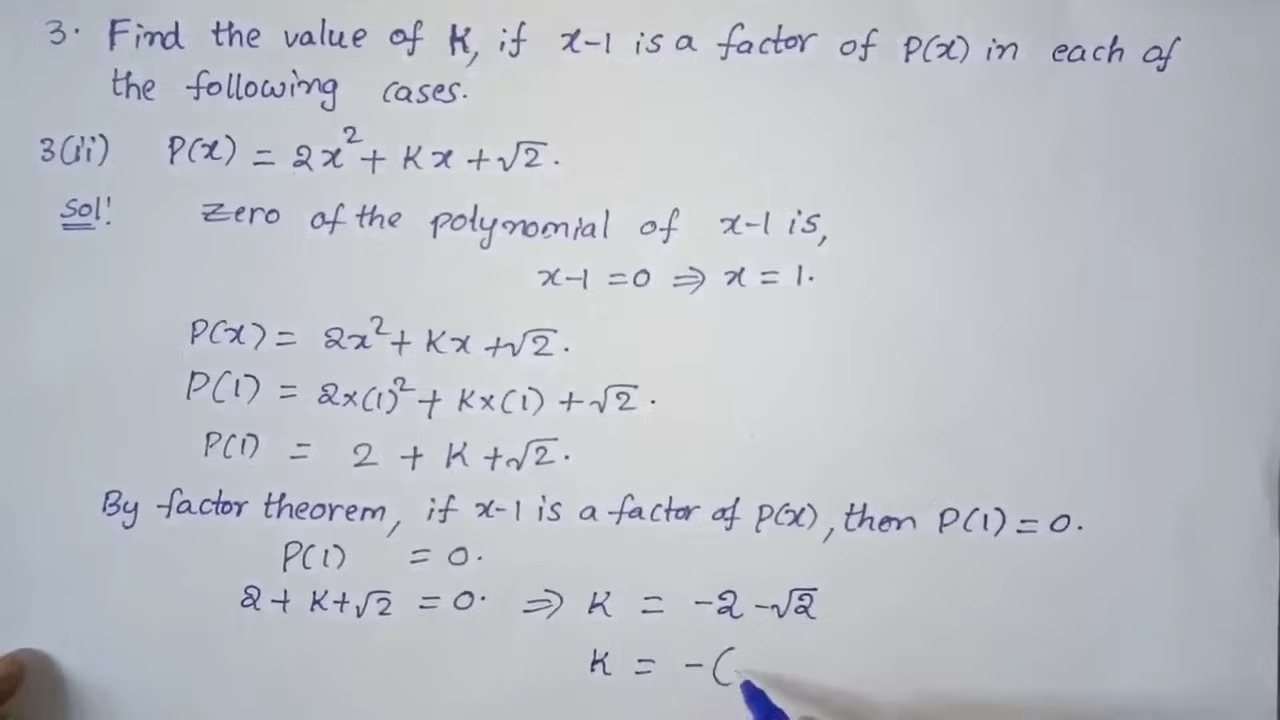 3. Find the value of K, if x-1 is a factor of P(x) in each of
the following cases.
3(ii) P(x) = 2x² + Kx + √2.
Sol! Zero of the polynomial of x-1 is,
x-1 = 0 ⇒ x = 1.
P(x) = 2x² + Kx + √2.
P(1) = 2×(1)² + K×(1) + √2.
P(1) = 2 + K + √2.
By factor theorem, if x-1 is a factor of P(x), then P(1) = 0.
P(1) = 0.
2 + K + √2 = 0. ⇒ K = -2 - √2
K = - (